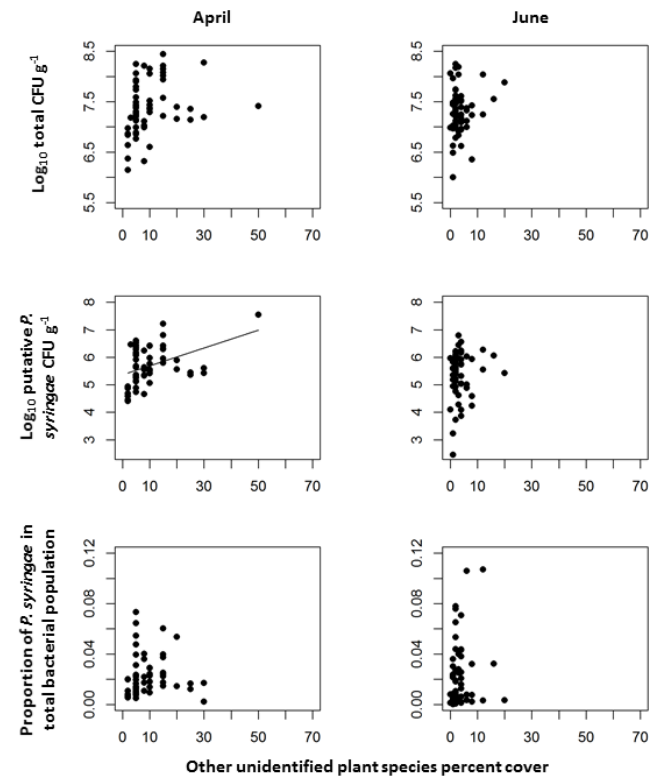 April
June
Log10 total CFU g-1
8.5
7.5
6.5
5.5
0 10 30 50 70
8.5
7.5
6.5
5.5
0 10 30 50 70
Log10 putative P.
syringae CFU g-1
8
7
6
5
4
3
0 10 30 50 70
8
7
6
5
4
3
0 10 30 50 70
Proportion of P. syringae in
total bacterial population
0.12
0.08
0.04
0.00
0 10 30 50 70
0.12
0.08
0.04
0.00
0 10 30 50 70
Other unidentified plant species percent cover